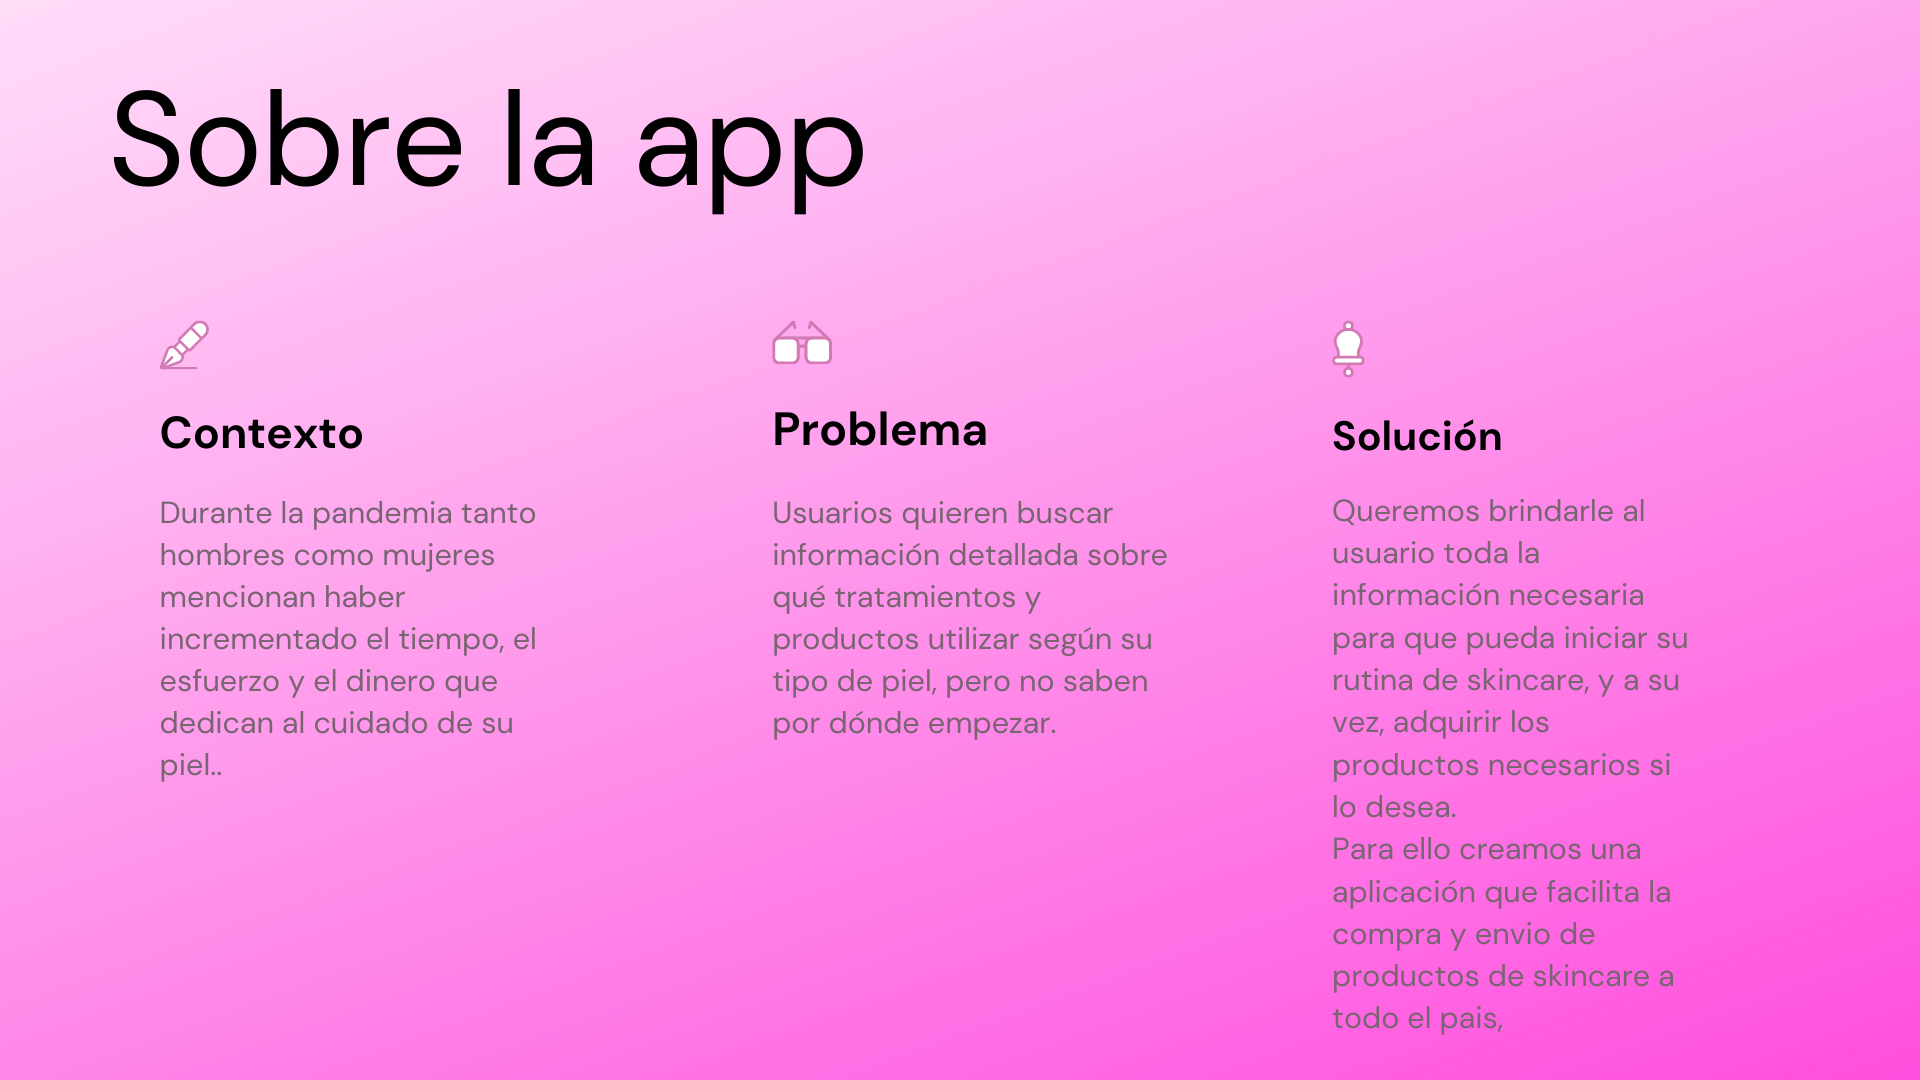 Sobre la app
Contexto
Durante la pandemia tanto
hombres como mujeres
mencionan haber
incrementado el tiempo, el
esfuerzo y el dinero que
dedican al cuidado de su
piel..
Problema
Usuarios quieren buscar
información detallada sobre
qué tratamientos y
productos utilizar según su
tipo de piel, pero no saben
por dónde empezar.
Solución
Queremos brindarle al
usuario toda la
información necesaria
para que pueda iniciar su
rutina de skincare, y a su
vez, adquirir los
productos necesarios si
lo desea.
Para ello creamos una
aplicación que facilita la
compra y envio de
productos de skincare a
todo el pais,